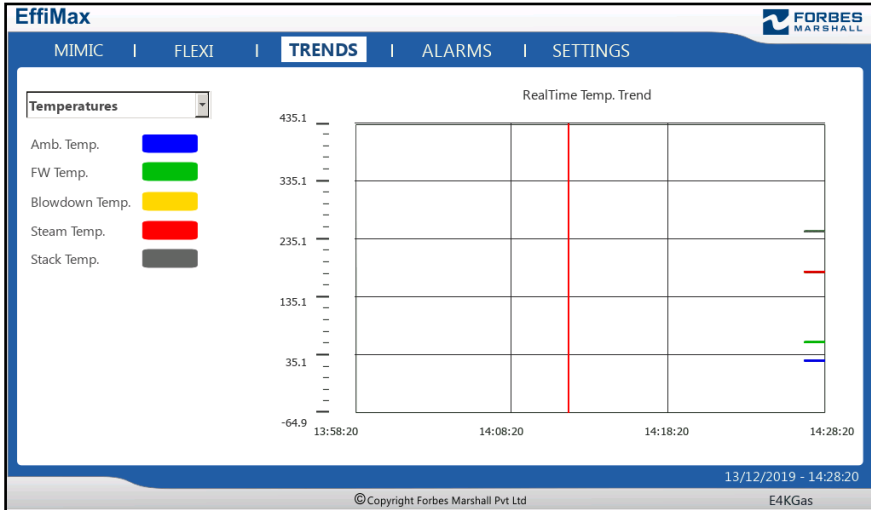 EffiMax
FORBES
MARSHALL
MIMIC | FLEXI | TRENDS | ALARMS | SETTINGS
Temperatures
Amb. Temp.
FW Temp.
Blowdown Temp.
Steam Temp.
Stack Temp.
RealTime Temp. Trend
435.1
335.1
235.1
135.1
35.1
-64.9
13:58:20 14:08:20 14:18:20 14:28:20
13/12/2019 - 14:28:20
© Copyright Forbes Marshall Pvt Ltd
E4KGas